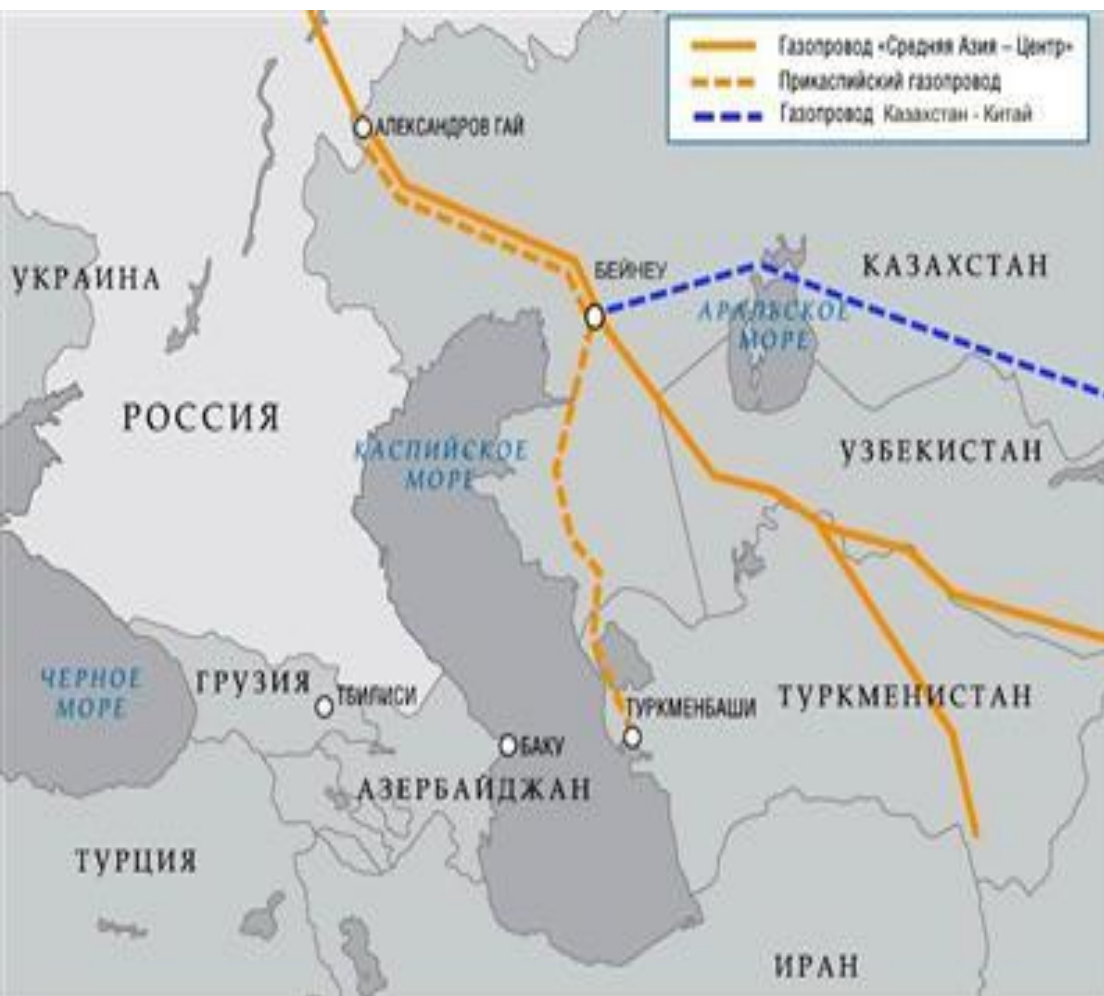 Газопровод «Средняя Азия – Центр»
Прикаспийский газопровод
Газопровод Казахстан - Китай
АЛЕКСАНДРОВ ГАЙ
УКРАИНА
БЕЙНЕУ
КАЗАХСТАН
АРАЛЬСКОЕ
МОРЕ
РОССИЯ
КАСПИЙСКОЕ
МОРЕ
УЗБЕКИСТАН
ЧЕРНОЕ
МОРЕ
ГРУЗИЯ
ТБИЛИСИ
ТУРКМЕНБАШИ
ТУРКМЕНИСТАН
БАКУ
АЗЕРБАЙДЖАН
ТУРЦИЯ
ИРАН